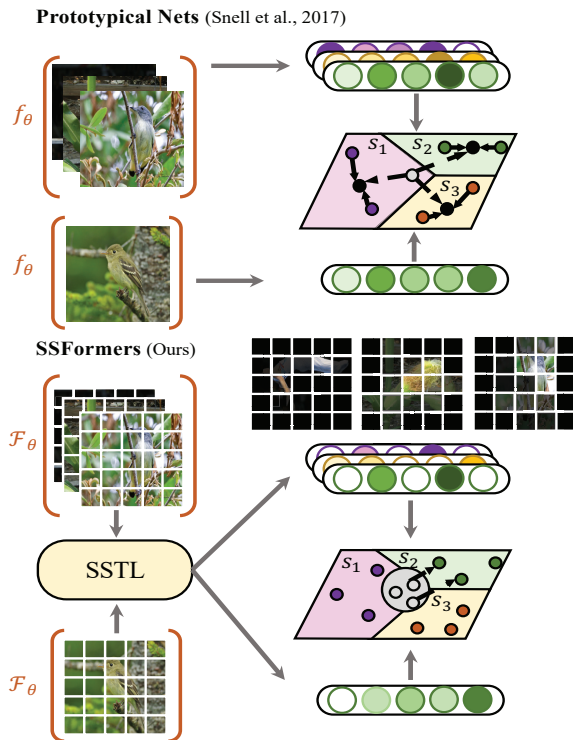 Prototypical Nets (Snell et al., 2017)
f_θ
S_1
S_2
S_3
f_θ
SSFormers (Ours)
ℱ_θ
SSTL
S_1
S_2
S_3
ℱ_θ